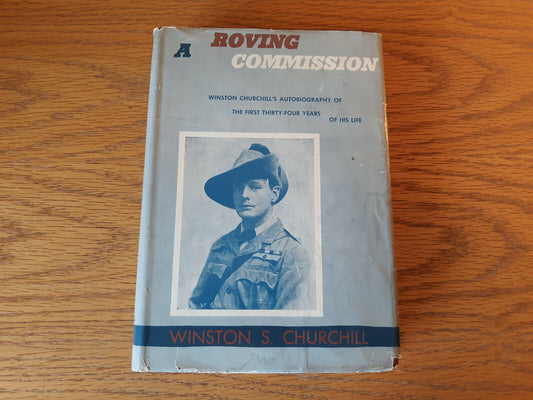 A ROVING
COMMISSION
WINSTON CHURCHILL'S AUTOBIOGRAPHY OF
THE FIRST THIRTY-FOUR YEARS
OF HIS LIFE
WINSTON S. CHURCHILL